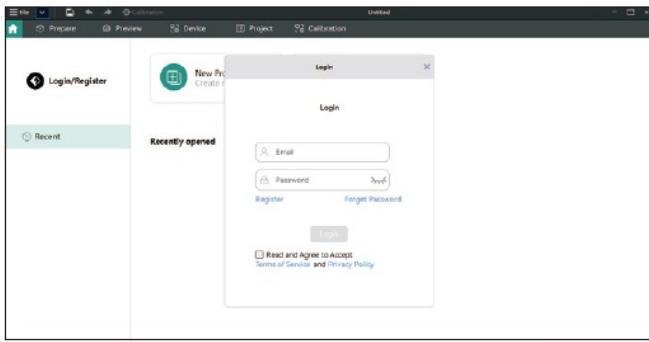 File Calibration Untitled
Prepare Preview Device Project Calibration
Login/Register
Recent
New Pro
Create n
Recently opened
Login
Login
Email
Password
Register Forget Password
Login
Read and Agree to Accept
Terms of Service and Privacy Policy